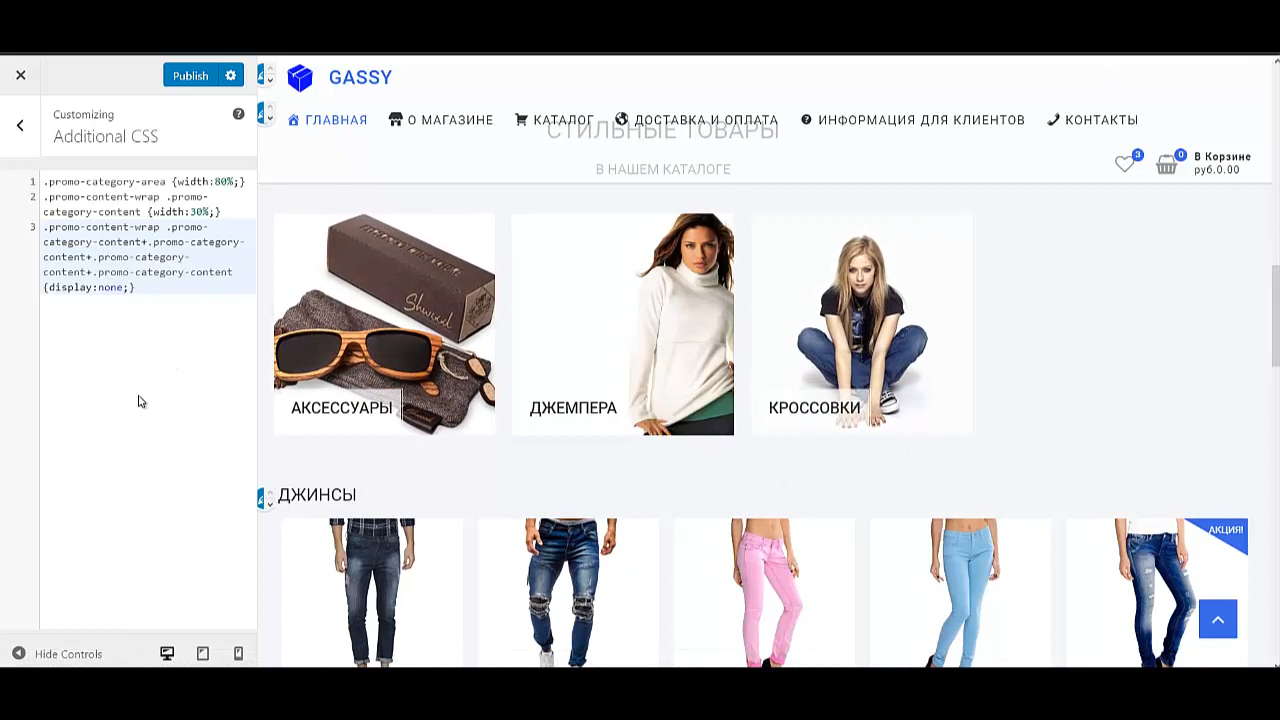 Publish
Customizing
Additional CSS
1 .promo-category-area {width:80%;}
2 .promo-content-wrap .promo-
category-content {width:30%;}
3 .promo-content-wrap .promo-
category-content+.promo-category-
content+.promo-category-
content+.promo-category-content
{display:none;}
Hide Controls
GASSY
ГЛАВНАЯ О МАГАЗИНЕ КАТАЛОГ ДОСТАВКА И ОПЛАТА ИНФОРМАЦИЯ ДЛЯ КЛИЕНТОВ КОНТАКТЫ
СТИЛЬНЫЕ ТОВАРЫ
В НАШЕМ КАТАЛОГЕ
3 0 В Корзине
руб.0.00
Shwood
АКСЕССУАРЫ ДЖЕМПЕРА КРОССОВКИ
ДЖИНСЫ
АКЦИЯ!